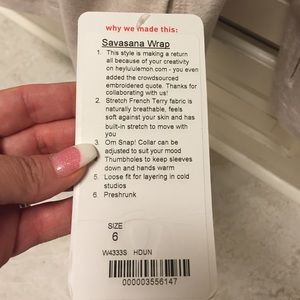 why we made this:
Savasana Wrap
1. This style is making a return
all because of your creativity
on heylululemon.com - you even
added the crowdsourced
embroidered quote. Thanks for
collaborating with us!
2. Stretch French Terry fabric is
naturally breathable, feels
soft against your skin and has
built-in stretch to move with
you
3. Om Snap! Collar can be
adjusted to suit your mood
4. Thumbholes to keep sleeves
down and hands warm
5. Loose fit for layering in cold
studios
6. Preshrunk
SIZE
6
W4333S HDUN
000003556147